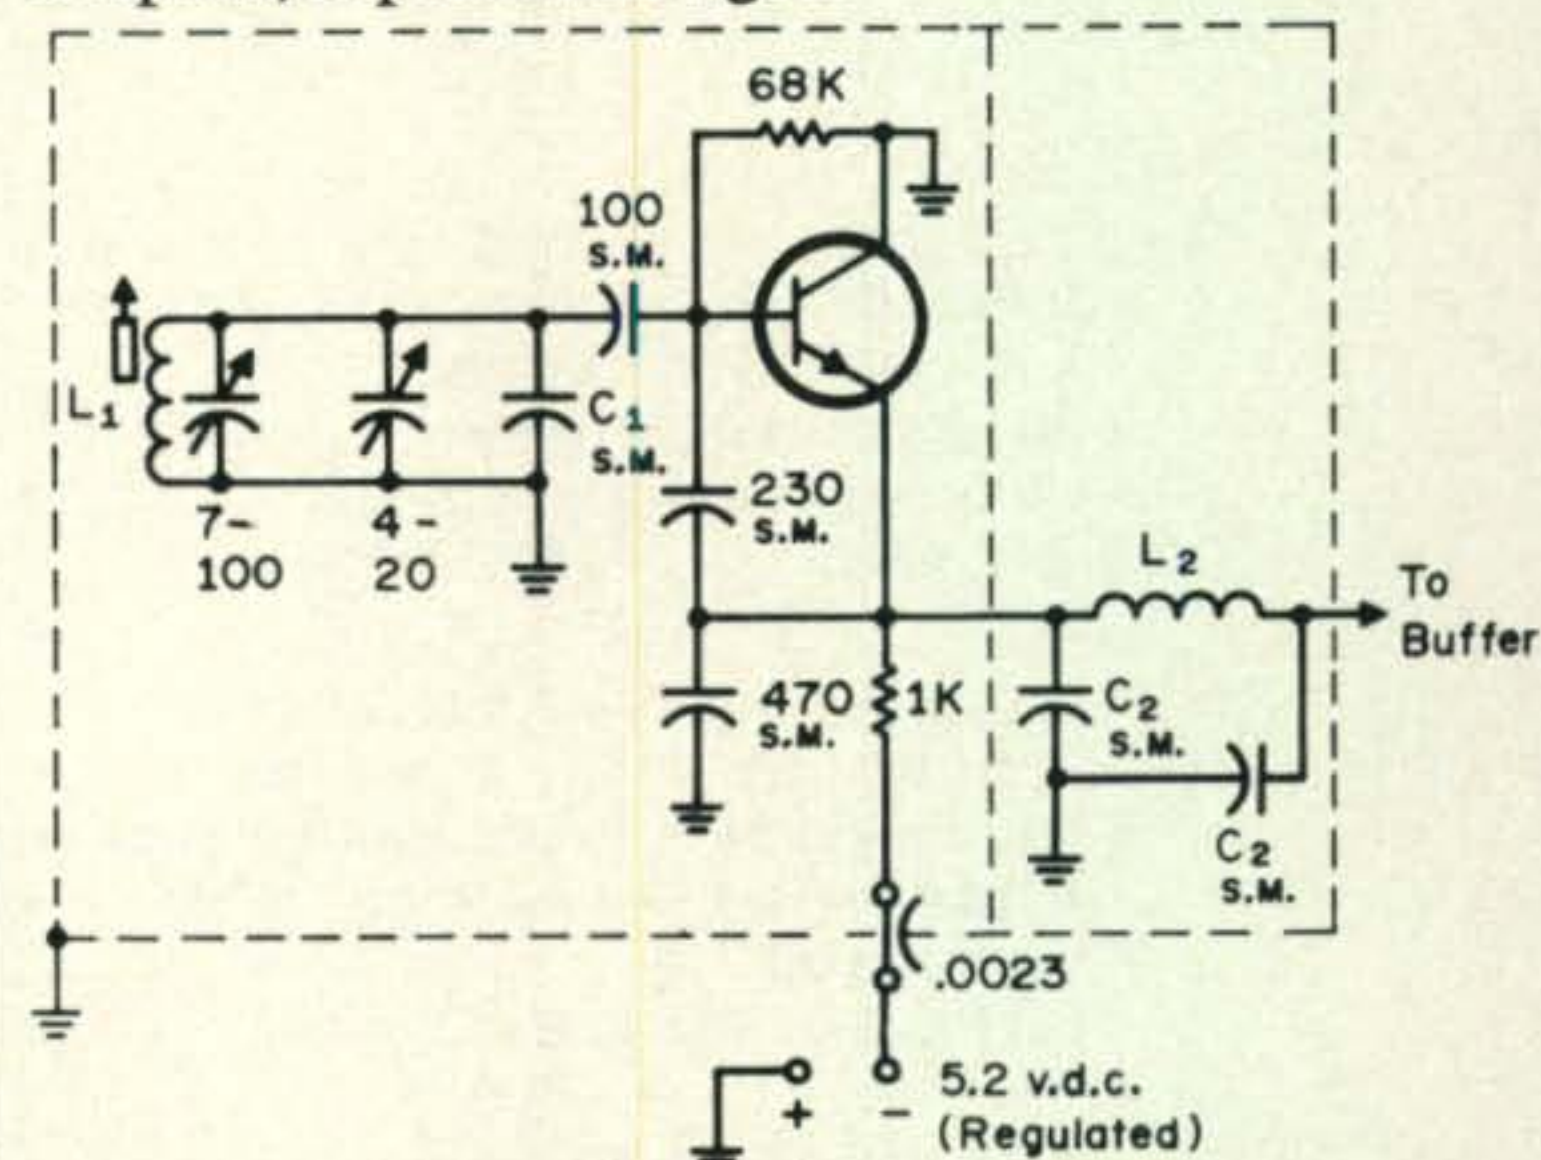 68K
100
S.M.
L1
C1
S.M.
7-
100
4-
20
230
S.M.
L2
To
Buffer
470
S.M.
1K
C2
S.M.
C2
S.M.
.0023
+
−
5.2 v.d.c.
(Regulated)